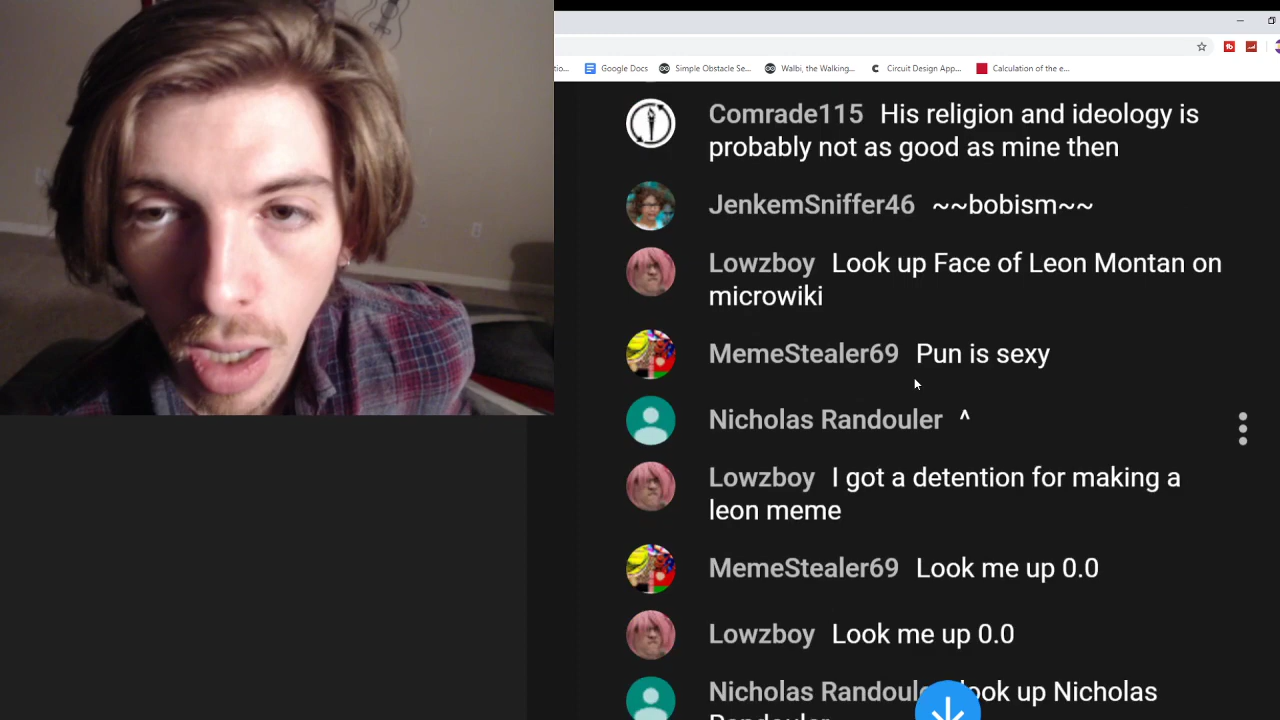 tion...
Google Docs
Simple Obstacle Se...
Walbi, the Walking...
Circuit Design App...
Calculation of the e...
Comrade115 His religion and ideology is
probably not as good as mine then
JenkemSniffer46 ~~bobism~~
Lowzboy Look up Face of Leon Montan on
microwiki
MemeStealer69 Pun is sexy
Nicholas Randouler ^
Lowzboy I got a detention for making a
leon meme
MemeStealer69 Look me up 0.0
Lowzboy Look me up 0.0
Nicholas Randoule look up Nicholas